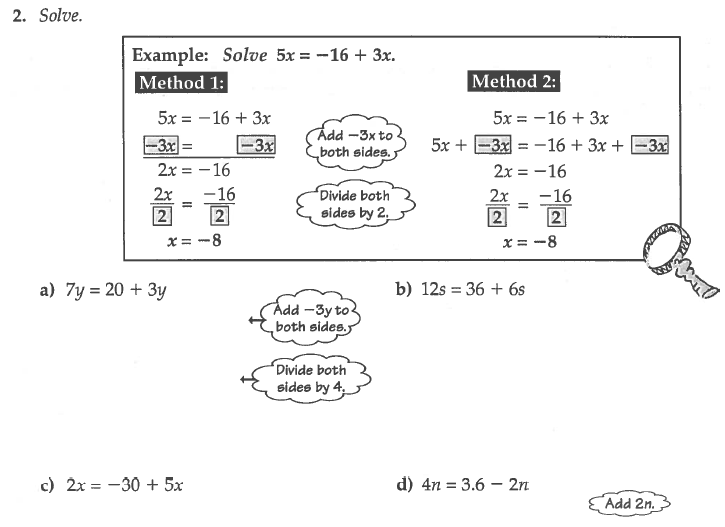 2. Solve.
Example: Solve 5x = −16 + 3x.
Method 1:
5x = −16 + 3x
−3x = −3x
2x = −16
2x/2 = −16/2
x = −8
Add −3x to
both sides.
Divide both
sides by 2.
Method 2:
5x = −16 + 3x
5x + −3x = −16 + 3x + −3x
2x = −16
2x/2 = −16/2
x = −8
a) 7y = 20 + 3y
Add −3y to
both sides.
Divide both
sides by 4.
b) 12s = 36 + 6s
c) 2x = −30 + 5x
d) 4n = 3.6 − 2n
Add 2n.